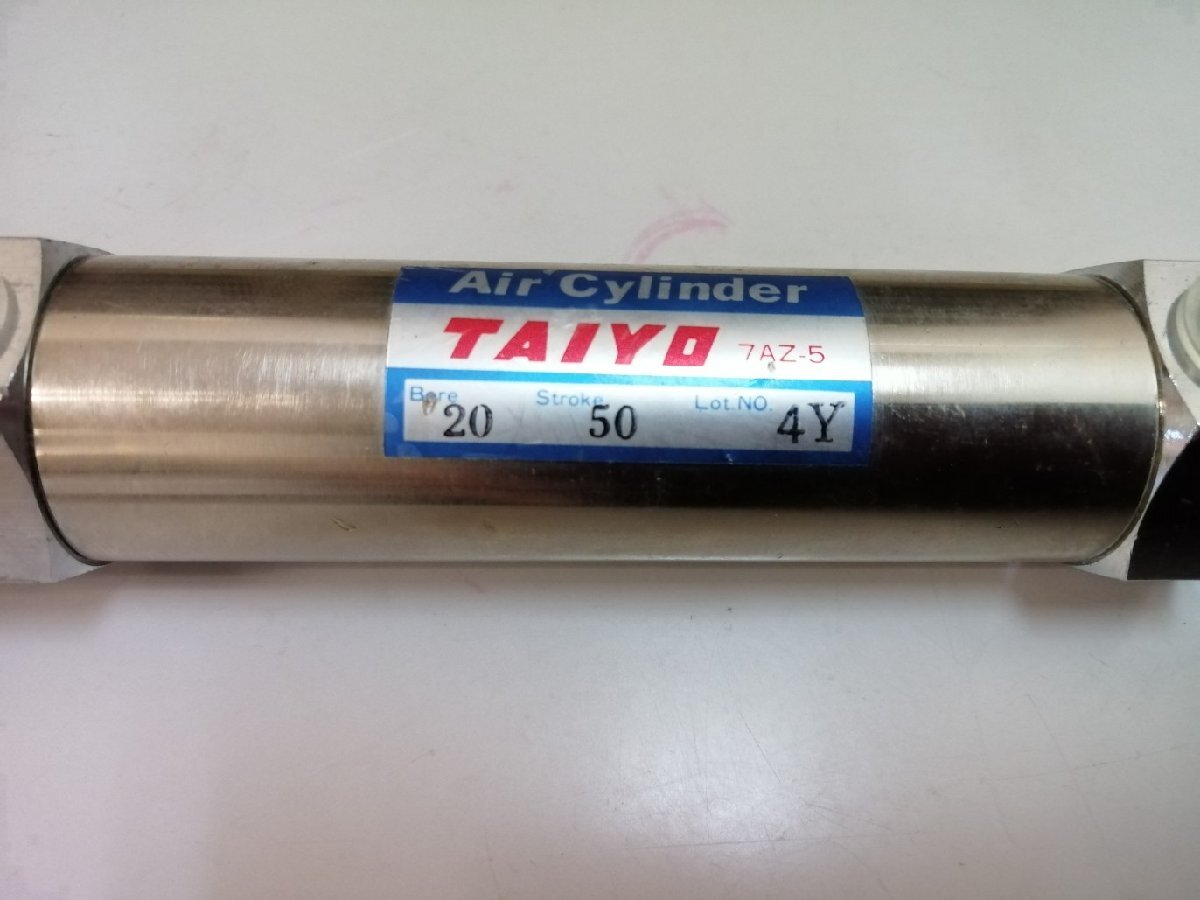 Air Cylinder
TAIYO 7AZ-5
Bore 20 Stroke 50 Lot.NO. 4Y